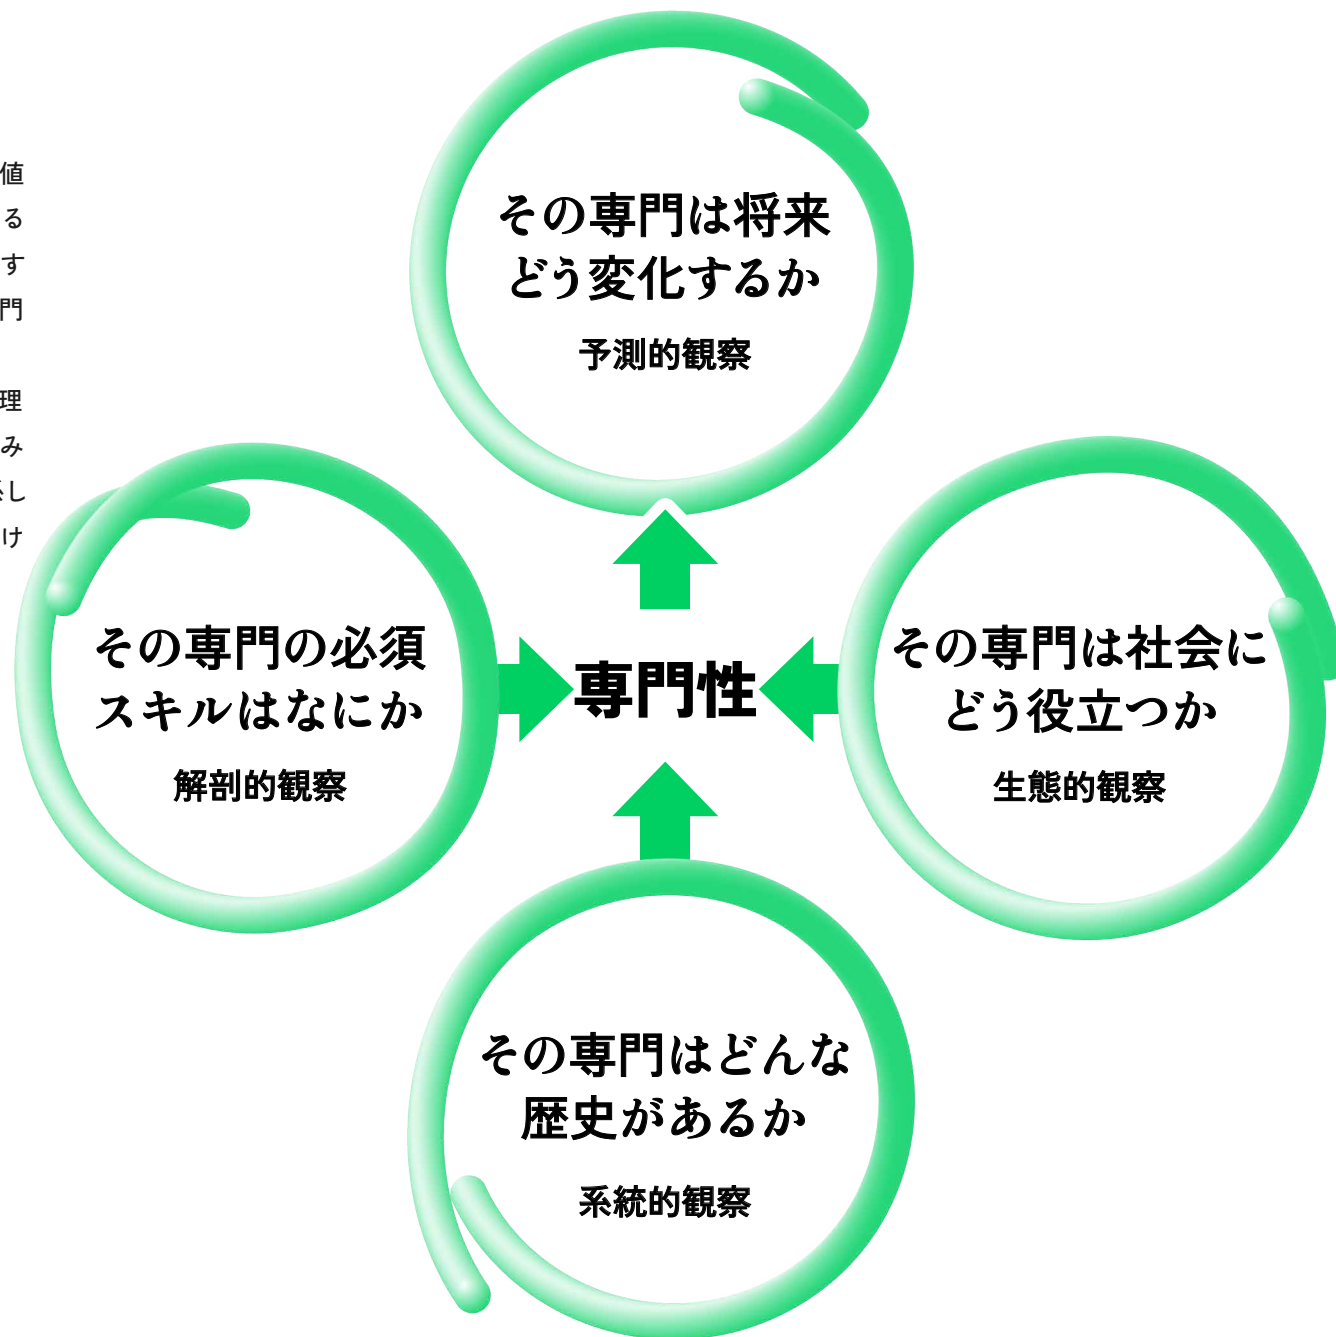 値
る
す
門
理
み
し
け
その専門は将来
どう変化するか
予測的観察
その専門の必須
スキルはなにか
解剖的観察
専門性
その専門は社会に
どう役立つか
生態的観察
その専門はどんな
歴史があるか
系統的観察